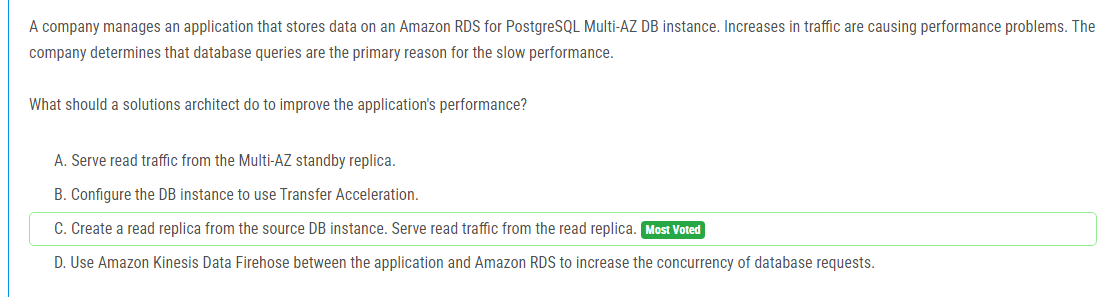 A company manages an application that stores data on an Amazon RDS for PostgreSQL Multi-AZ DB instance. Increases in traffic are causing performance problems. The
company determines that database queries are the primary reason for the slow performance.
What should a solutions architect do to improve the application's performance?
A. Serve read traffic from the Multi-AZ standby replica.
B. Configure the DB instance to use Transfer Acceleration.
C. Create a read replica from the source DB instance. Serve read traffic from the read replica. Most Voted
D. Use Amazon Kinesis Data Firehose between the application and Amazon RDS to increase the concurrency of database requests.